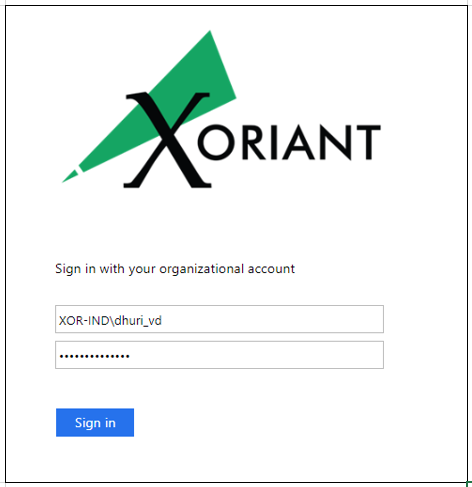 XORIANT
Sign in with your organizational account
XOR-IND\dhuri_vd
••••••••••••••
Sign in